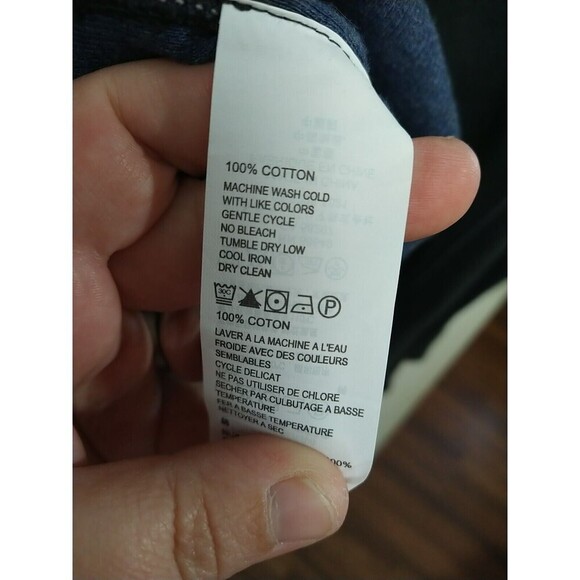 100% COTTON
MACHINE WASH COLD
WITH LIKE COLORS
GENTLE CYCLE
NO BLEACH
TUMBLE DRY LOW
COOL IRON
DRY CLEAN
30C P
100% COTON
LAVER A LA MACHINE A L'EAU
FROIDE AVEC DES COULEURS
SEMBLABLES
CYCLE DELICAT
NE PAS UTILISER DE CHLORE
SECHER PAR CULBUTAGE A BASSE
TEMPERATURE
FER A BASSE TEMPERATURE
NETTOYER A SEC